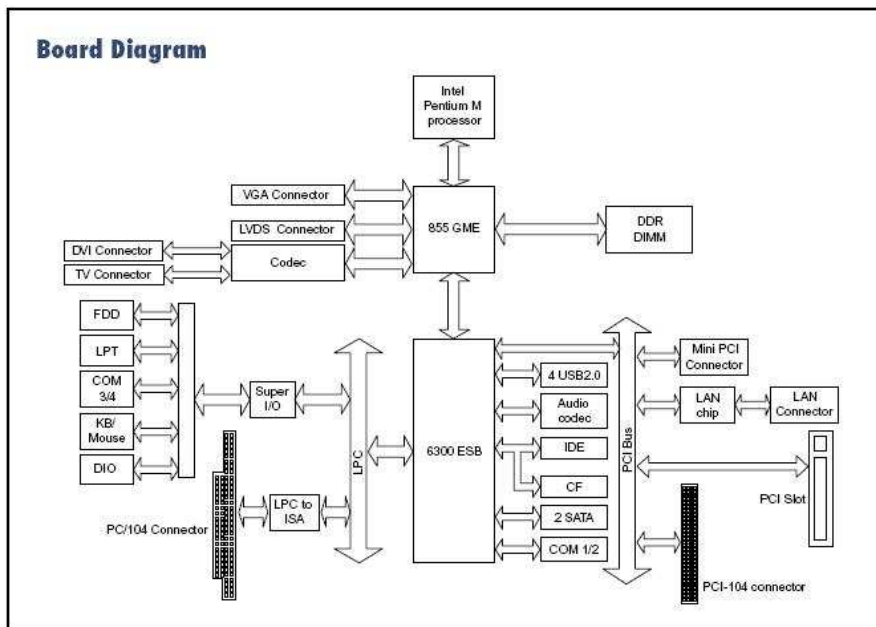 Board Diagram
Intel
Pentium M
processor
VGA Connector
LVDS Connector
855 GME
DDR
DIMM
DVI Connector
Codec
TV Connector
FDD
LPT
COM
3/4
KB/
Mouse
DIO
Super
I/O
LPC
6300 ESB
4 USB2.0
Audio
codec
IDE
CF
2 SATA
COM 1/2
PCI Bus
Mini PCI
Connector
LAN
chip
LAN
Connector
PCI Slot
PC/104 Connector
LPC to
ISA
PCI-104 connector